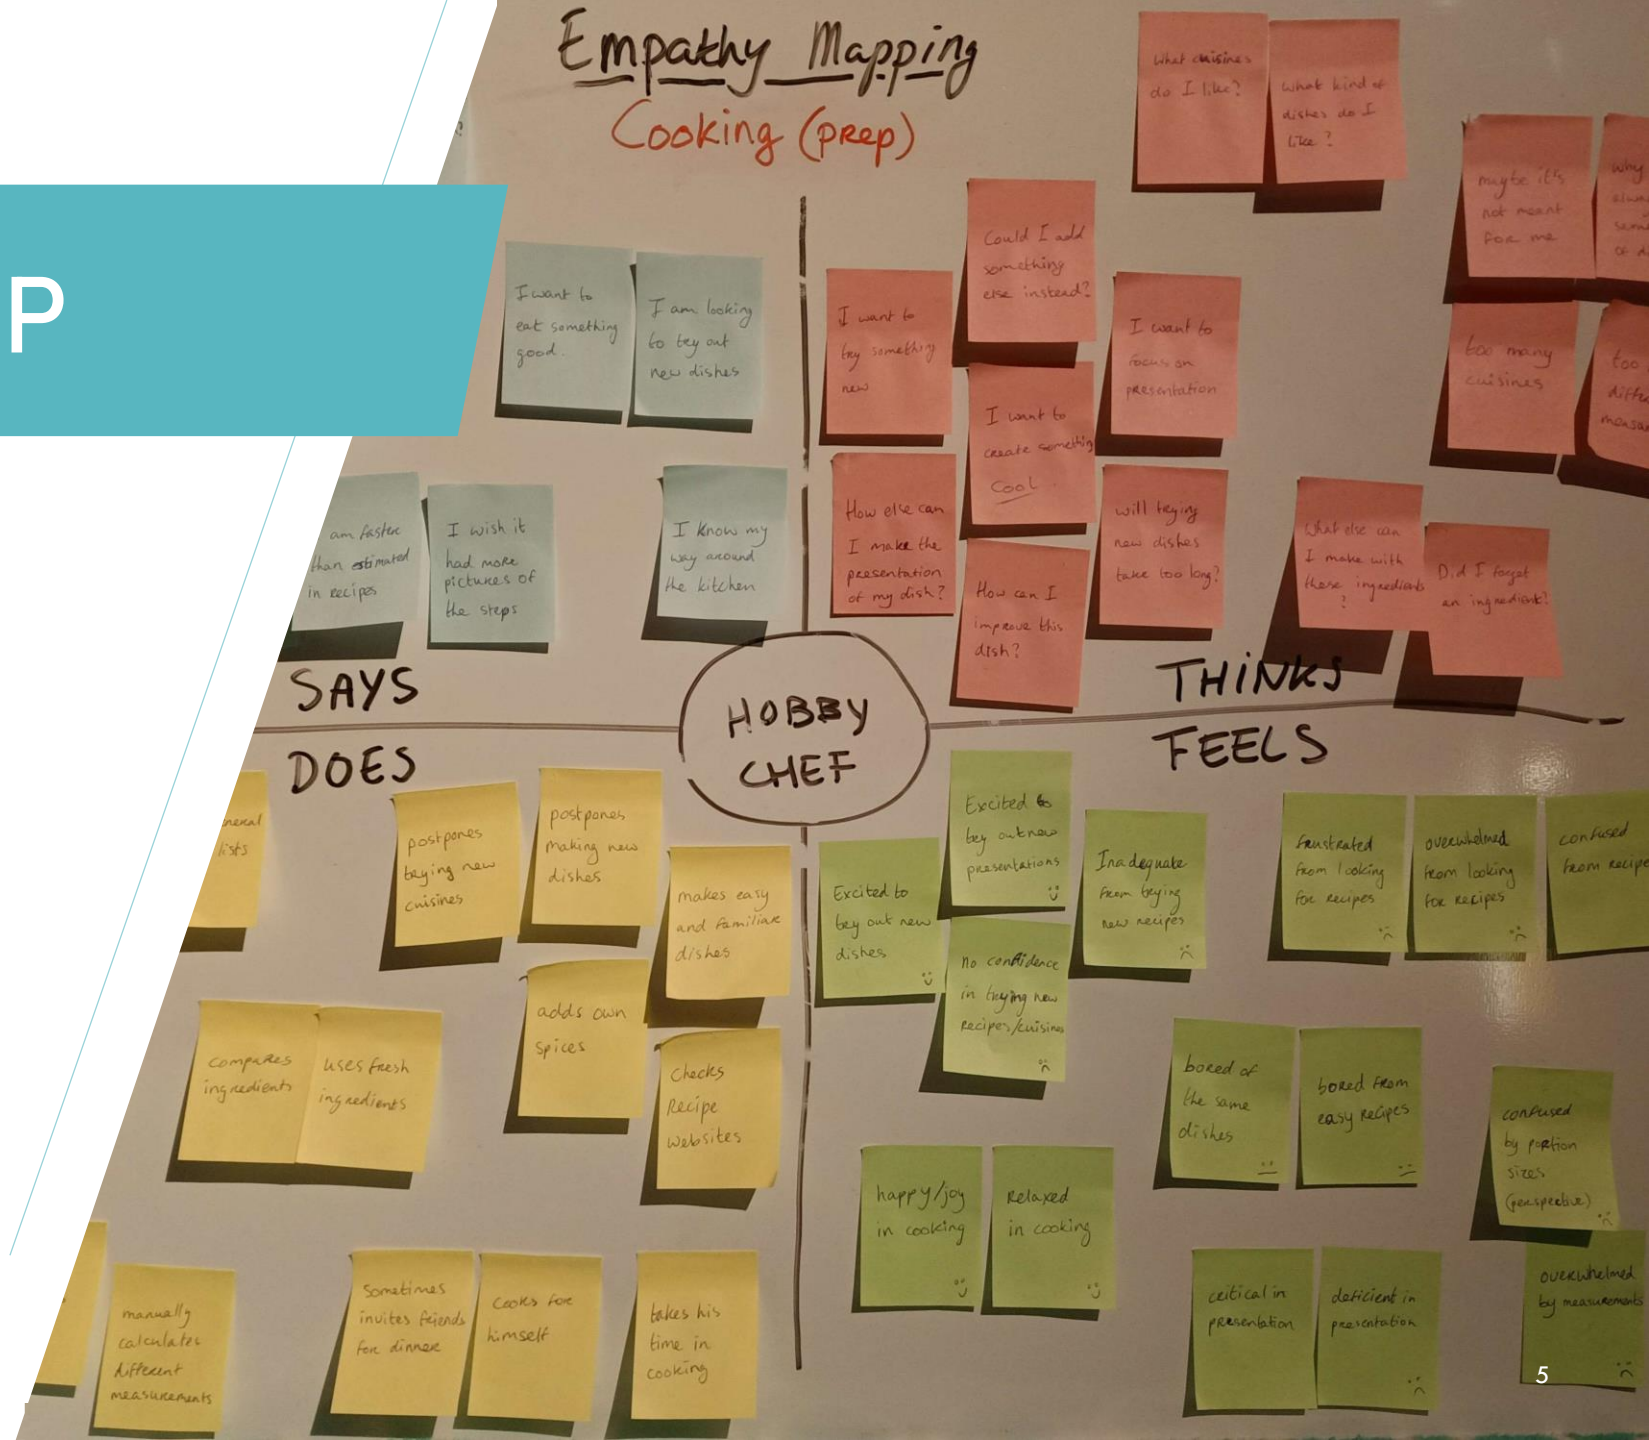 Empathy Mapping
Cooking (prep)
P
I want to
eat something
good.
I am looking
to try out
new dishes
am faster
than estimated
in recipes
I wish it
had more
pictures of
the steps
I know my
way around
the kitchen
SAYS
What cuisines
do I like?
What kind of
dishes do I
like?
maybe it's
not meant
for me
why
Could I add
something
else instead?
I want to
try something
new
I want to
focus on
presentation
I want to
create something
cool
too many
cuisines
too
How else can
I make the
presentation
of my dish?
How can I
improve this
dish?
will trying
new dishes
take too long?
What else can
I make with
these ingredients
?
Did I forget
an ingredient?
THINKS
HOBBY
CHEF
DOES
lists
postpones
trying new
cuisines
postpones
making new
dishes
makes easy
and familiar
dishes
compares
ingredients
uses fresh
ingredients
adds own
spices
checks
recipe
websites
manually
calculates
different
measurements
Sometimes
invites friends
for dinner
cooks for
himself
takes his
time in
cooking
FEELS
Excited to
try out new
dishes
Excited to
try out new
presentations
Inadequate
from trying
new recipes
no confidence
in trying new
recipes/cuisines
frustrated
from looking
for recipes
overwhelmed
from looking
for recipes
confused
from recipe
bored of
the same
dishes
bored from
easy recipes
confused
by portion
sizes
(perspective)
happy/joy
in cooking
Relaxed
in cooking
critical in
presentation
deficient in
presentation
overwhelmed
by measurements
5